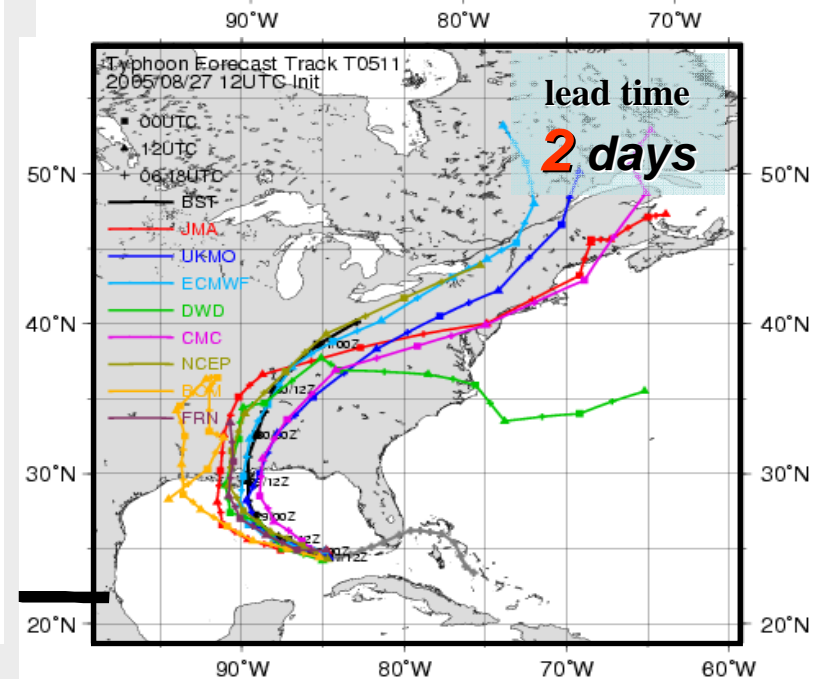 90˚W 80˚W 70˚W
Typhoon Forecast Track T0511
2005/08/27 12UTC Init
lead time
2 days
00UTC
12UTC
06,18UTC
BST
JMA
UKMO
ECMWF
DWD
CMC
NCEP
BOM
FRN
50˚N 50˚N
40˚N 40˚N
30˚N 30˚N
20˚N 20˚N
90˚W 80˚W 70˚W 60˚W